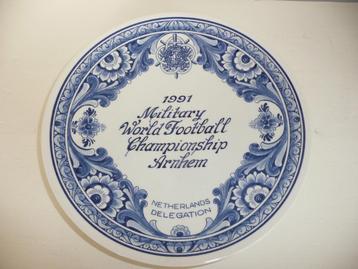 1991
Military
World Football
Championship
Arnhem
NETHERLANDS
DELEGATION